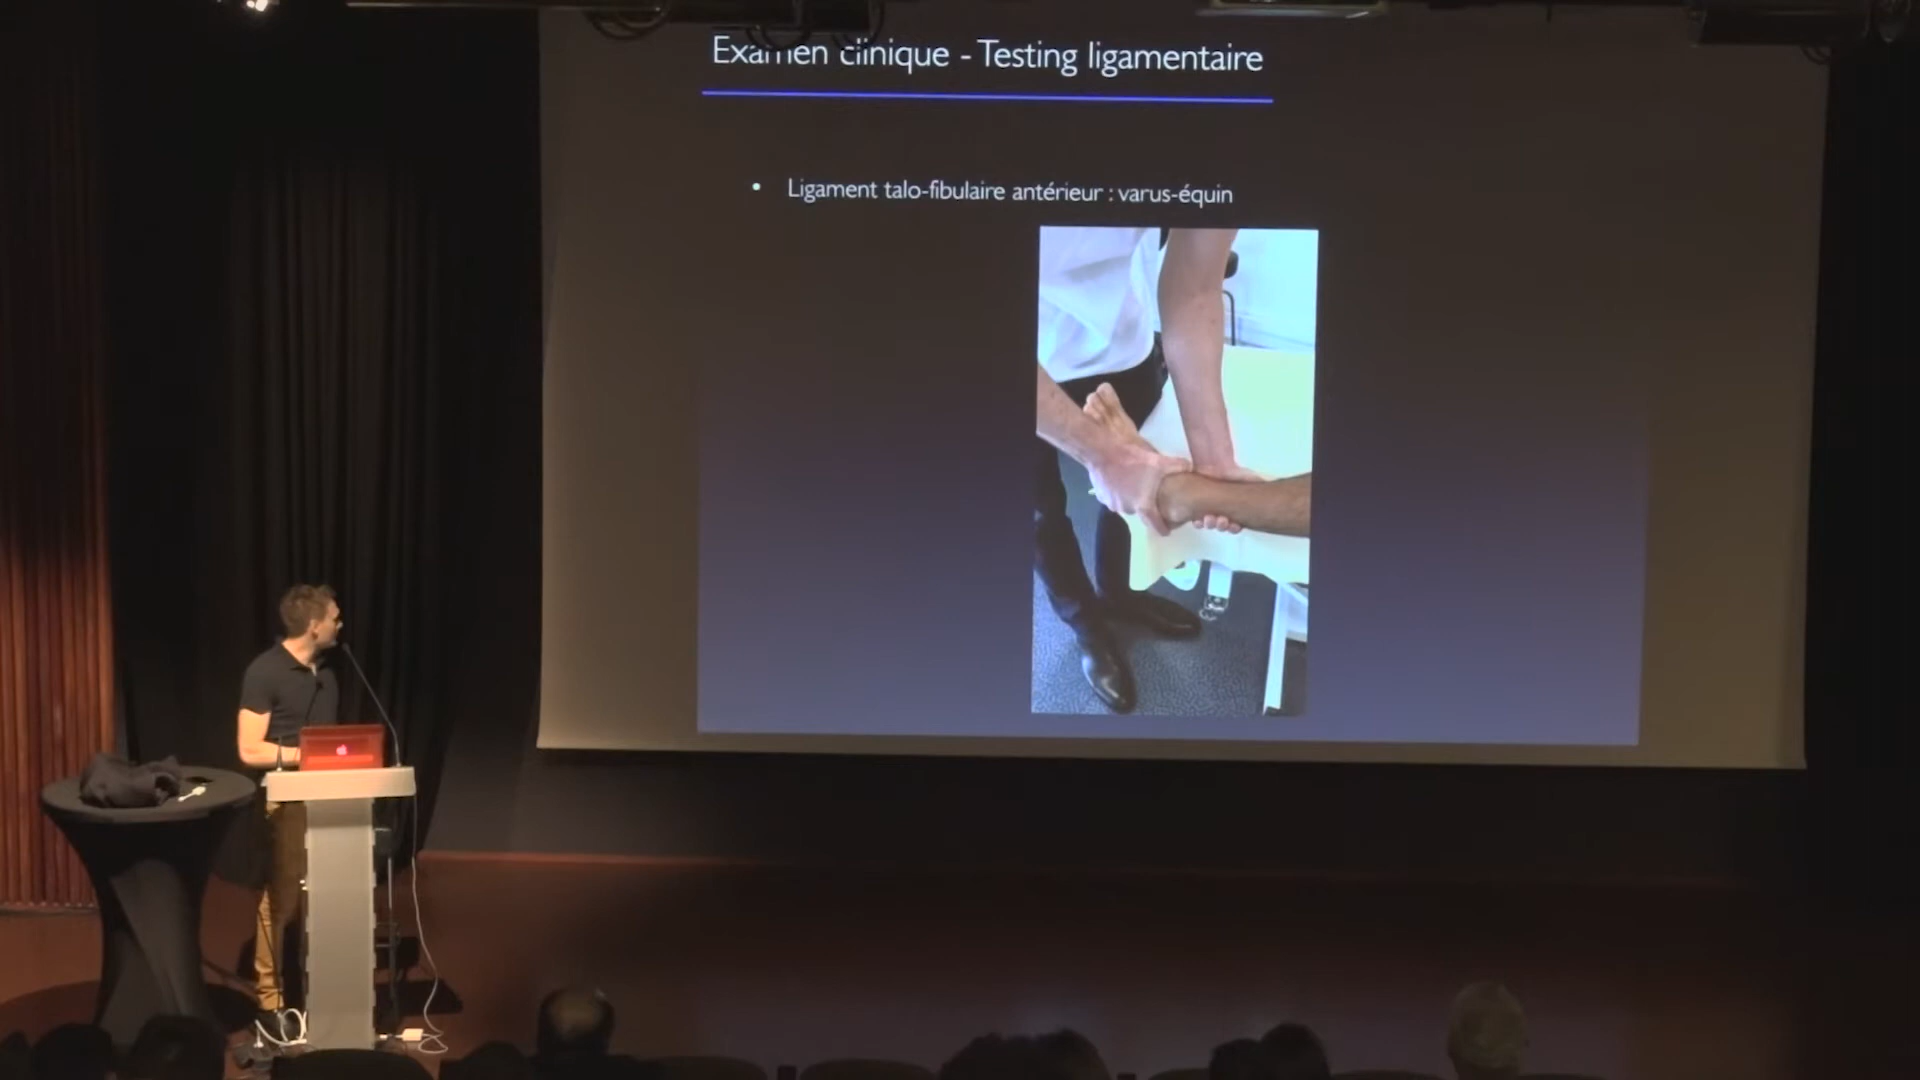 Examen clinique - Testing ligamentaire
• Ligament talo-fibulaire antérieur : varus-équin